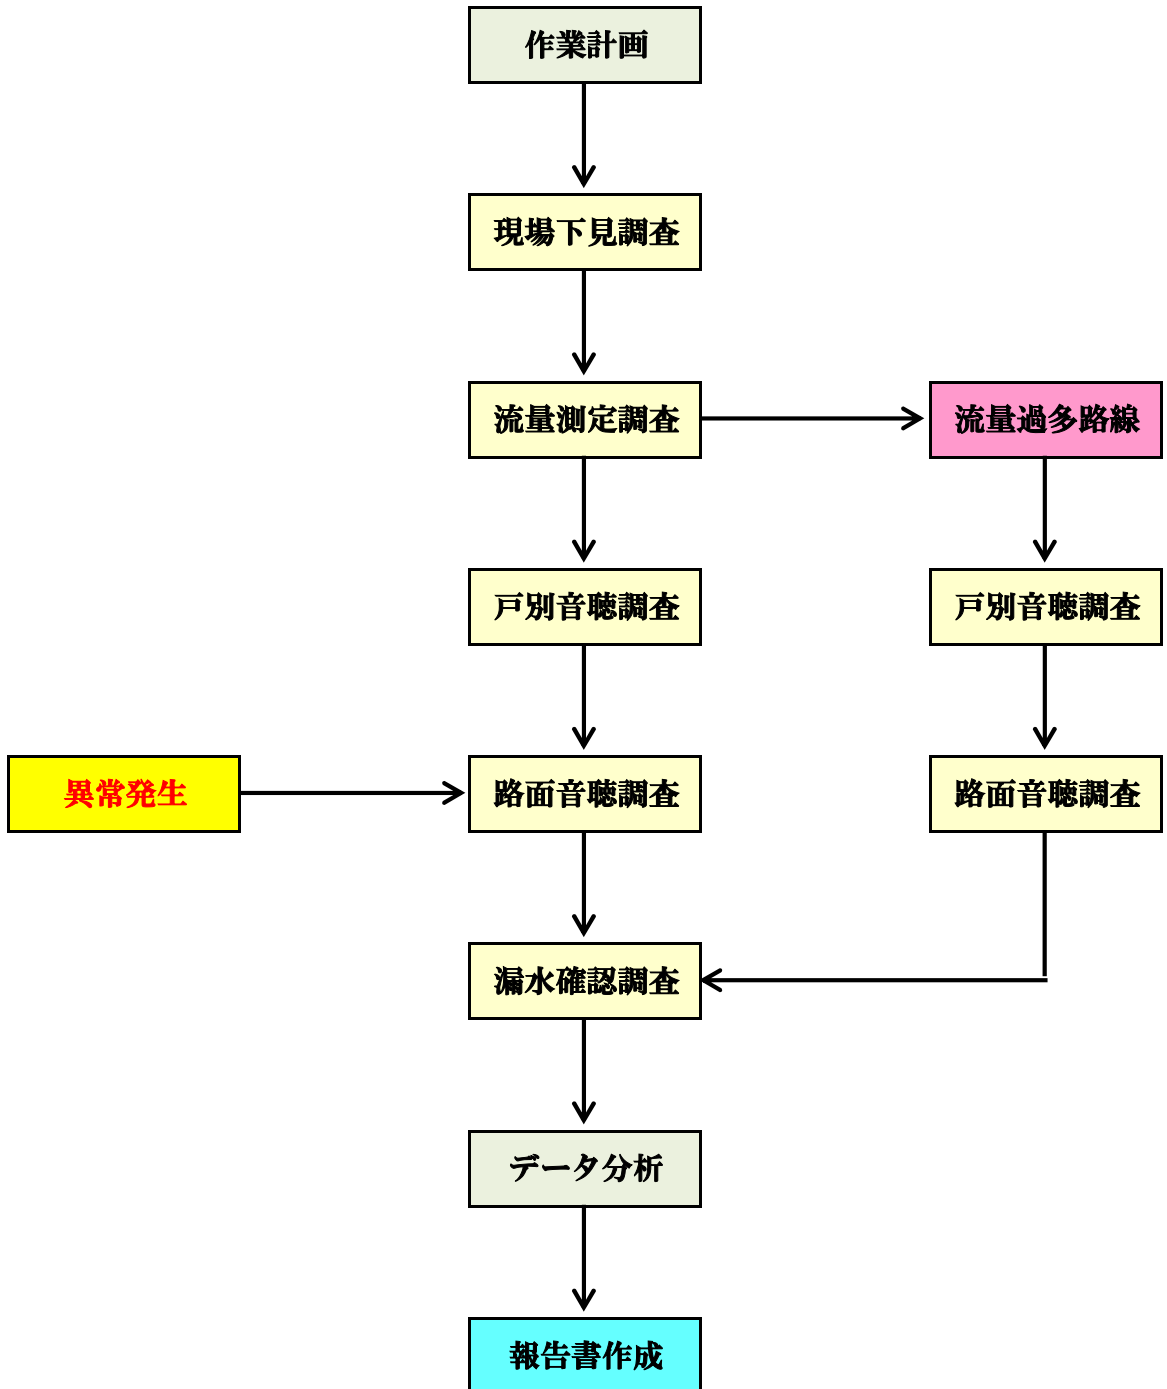 作業計画
現場下見調査
流量測定調査
流量過多路線
戸別音聴調査
戸別音聴調査
異常発生
路面音聴調査
路面音聴調査
漏水確認調査
データ分析
報告書作成